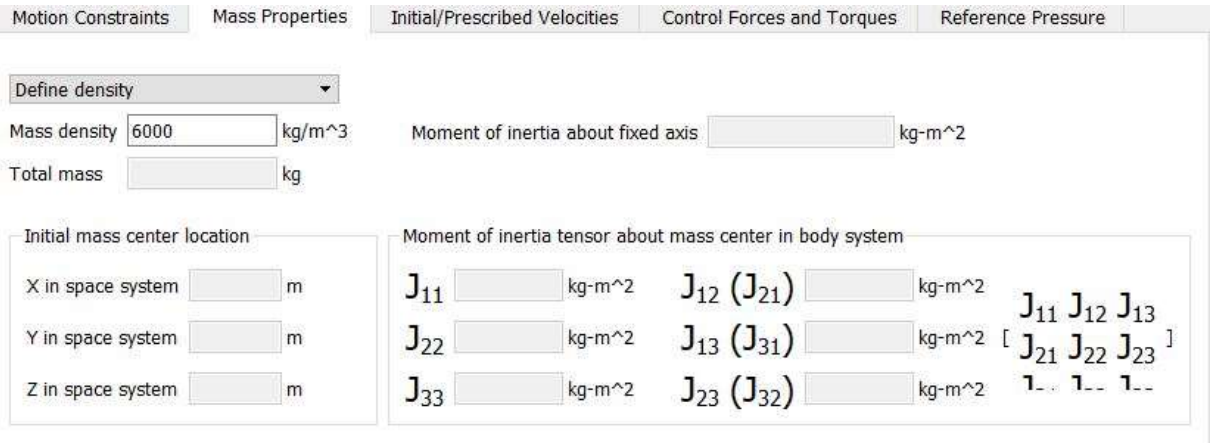 Motion Constraints Mass Properties Initial/Prescribed Velocities Control Forces and Torques Reference Pressure
Define density
Mass density 6000 kg/m^3 Moment of inertia about fixed axis kg-m^2
Total mass kg
Initial mass center location Moment of inertia tensor about mass center in body system
X in space system m J11 kg-m^2 J12 (J21) kg-m^2
J11 J12 J13
Y in space system m J22 kg-m^2 J13 (J31) kg-m^2 [ J21 J22 J23 ]
Z in space system m J33 kg-m^2 J23 (J32) kg-m^2